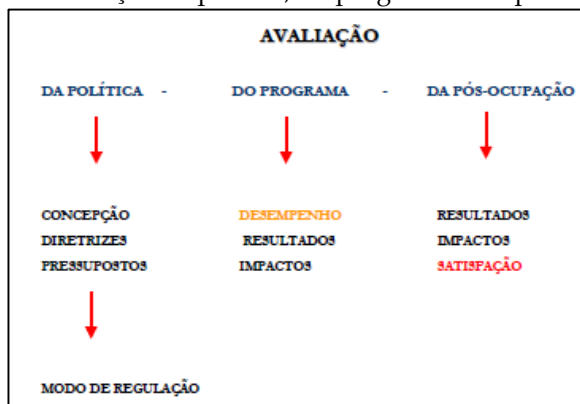 AVALIAÇÃO
DA POLÍTICA - DO PROGRAMA - DA PÓS-OCUPAÇÃO
CONCEPÇÃO DESEMPENHO RESULTADOS
DIRETRIZES RESULTADOS IMPACTOS
PRESSUPOSTOS IMPACTOS SATISFAÇÃO
MODO DE REGULAÇÃO